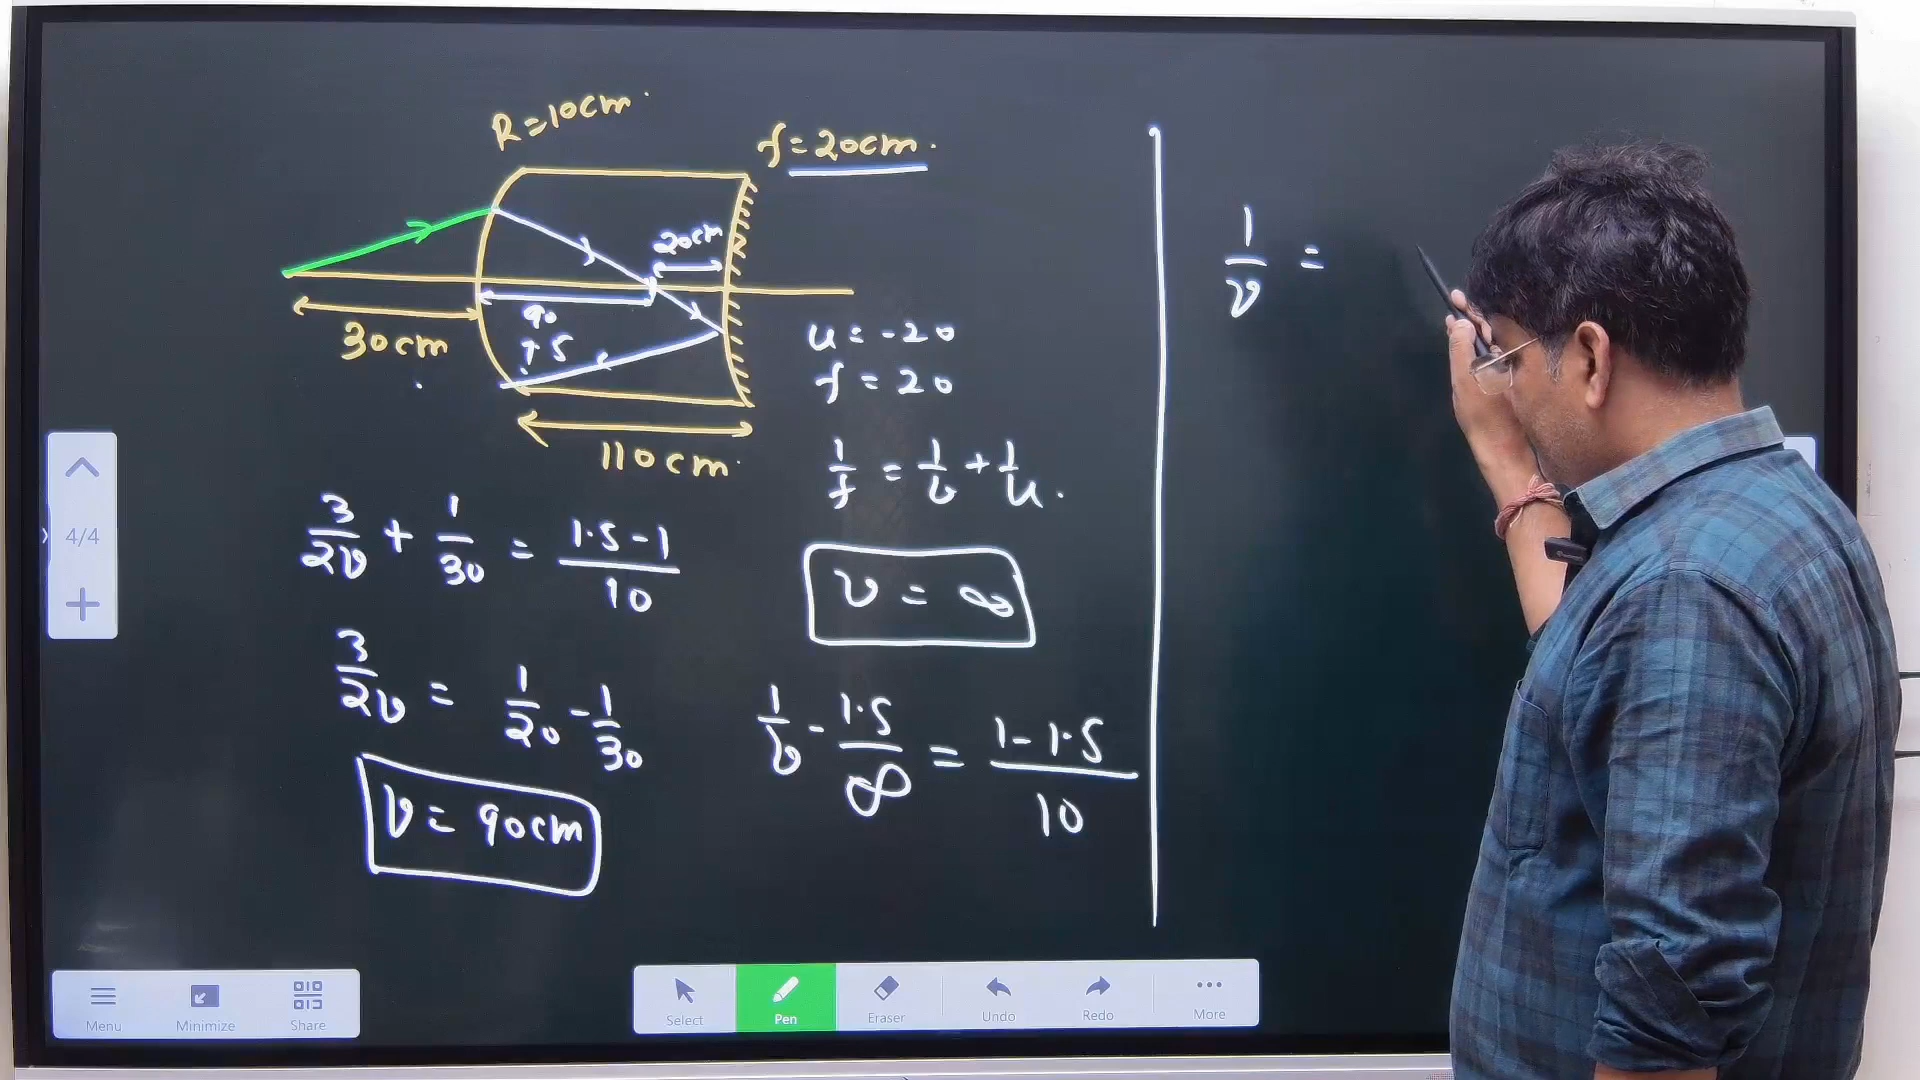 R=10cm.
f=20cm.
20cm
30cm
90
1.5
110cm.
u = -20
f = 20
1/f = 1/v + 1/u.
v = ∞
3/2v + 1/30 = (1.5-1)/10
3/2v = 1/20 - 1/30
v = 90cm
1/v - 1.5/∞ = (1-1.5)/10
1/v =
4/4
Menu
Minimize
Share
Select
Pen
Eraser
Undo
Redo
More